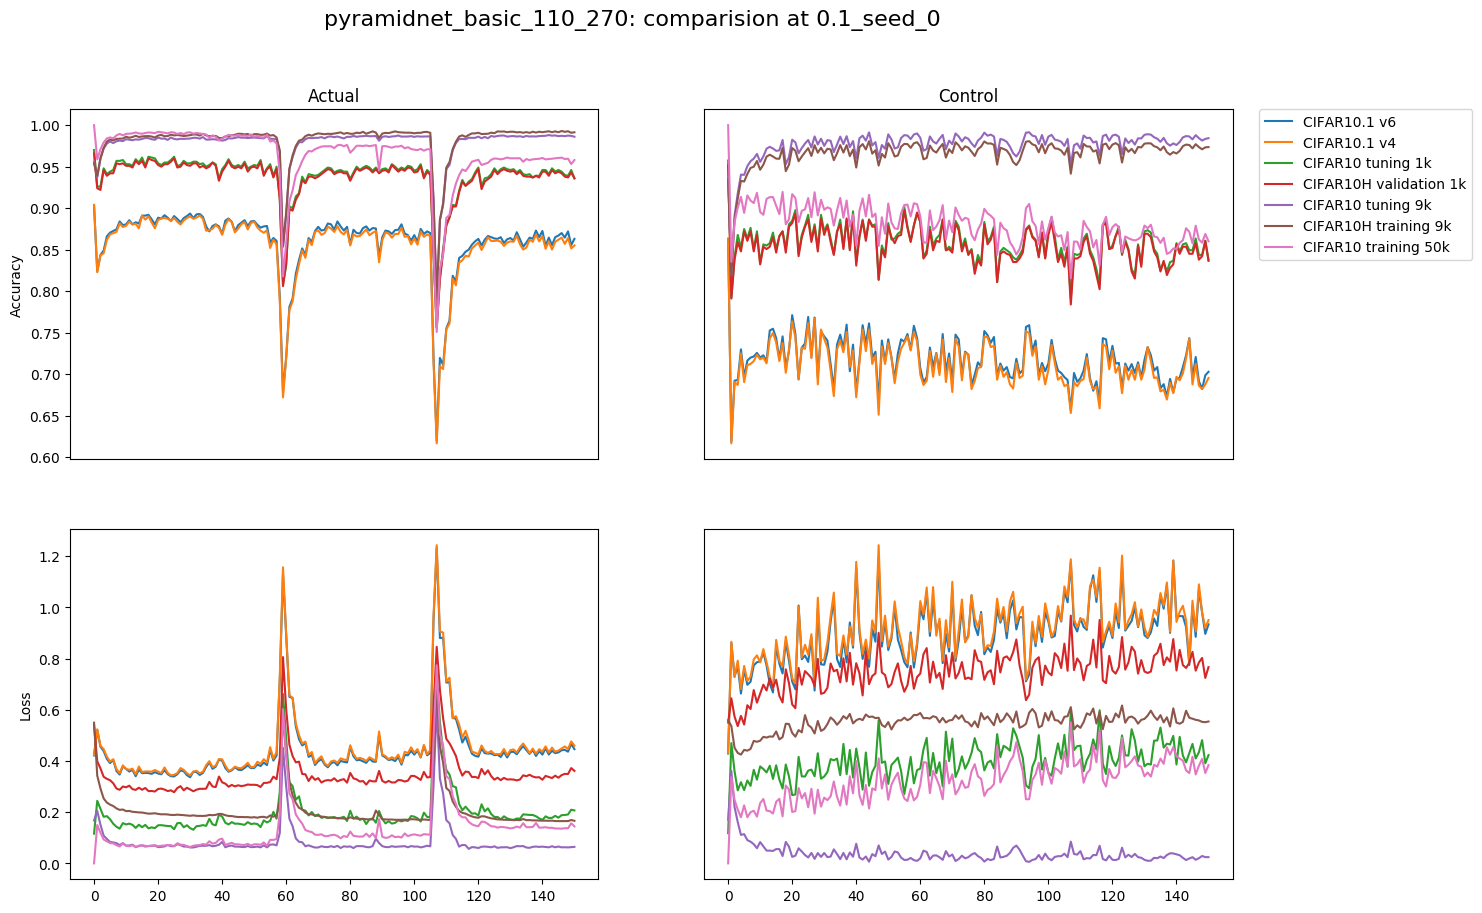 pyramidnet_basic_110_270: comparision at 0.1_seed_0
Actual
Control
1.00
0.95
0.90
0.85
0.80
0.75
0.70
0.65
0.60
Accuracy
CIFAR10.1 v6
CIFAR10.1 v4
CIFAR10 tuning 1k
CIFAR10H validation 1k
CIFAR10 tuning 9k
CIFAR10H training 9k
CIFAR10 training 50k
1.2
1.0
0.8
0.6
0.4
0.2
0.0
Loss
0 20 40 60 80 100 120 140
0 20 40 60 80 100 120 140